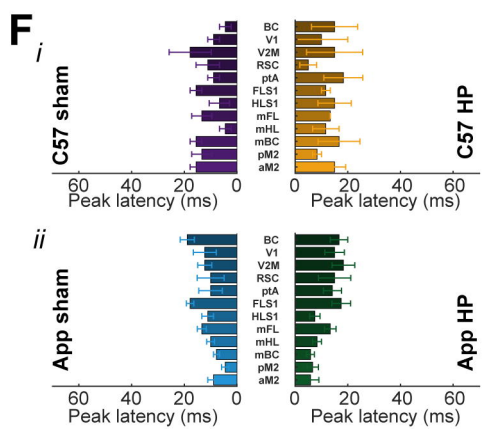 F
i
C57 sham
BC
V1
V2M
RSC
ptA
FLS1
HLS1
mFL
mHL
mBC
pM2
aM2
C57 HP
60 40 20 0
0 20 40 60
Peak latency (ms)
Peak latency (ms)
ii
App sham
BC
V1
V2M
RSC
ptA
FLS1
HLS1
mFL
mHL
mBC
pM2
aM2
App HP
60 40 20 0
0 20 40 60
Peak latency (ms)
Peak latency (ms)